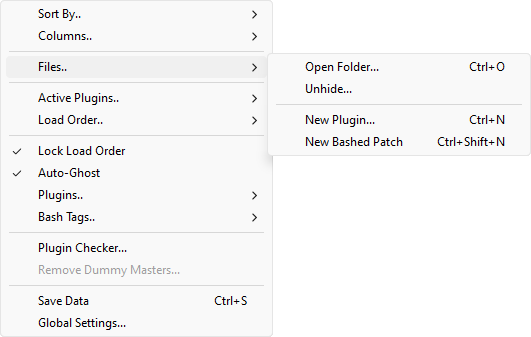 Sort By..
Columns..
Files..
Active Plugins..
Load Order..
Lock Load Order
Auto-Ghost
Plugins..
Bash Tags..
Plugin Checker...
Remove Dummy Masters...
Save Data Ctrl+S
Global Settings...
Open Folder... Ctrl+O
Unhide...
New Plugin... Ctrl+N
New Bashed Patch Ctrl+Shift+N